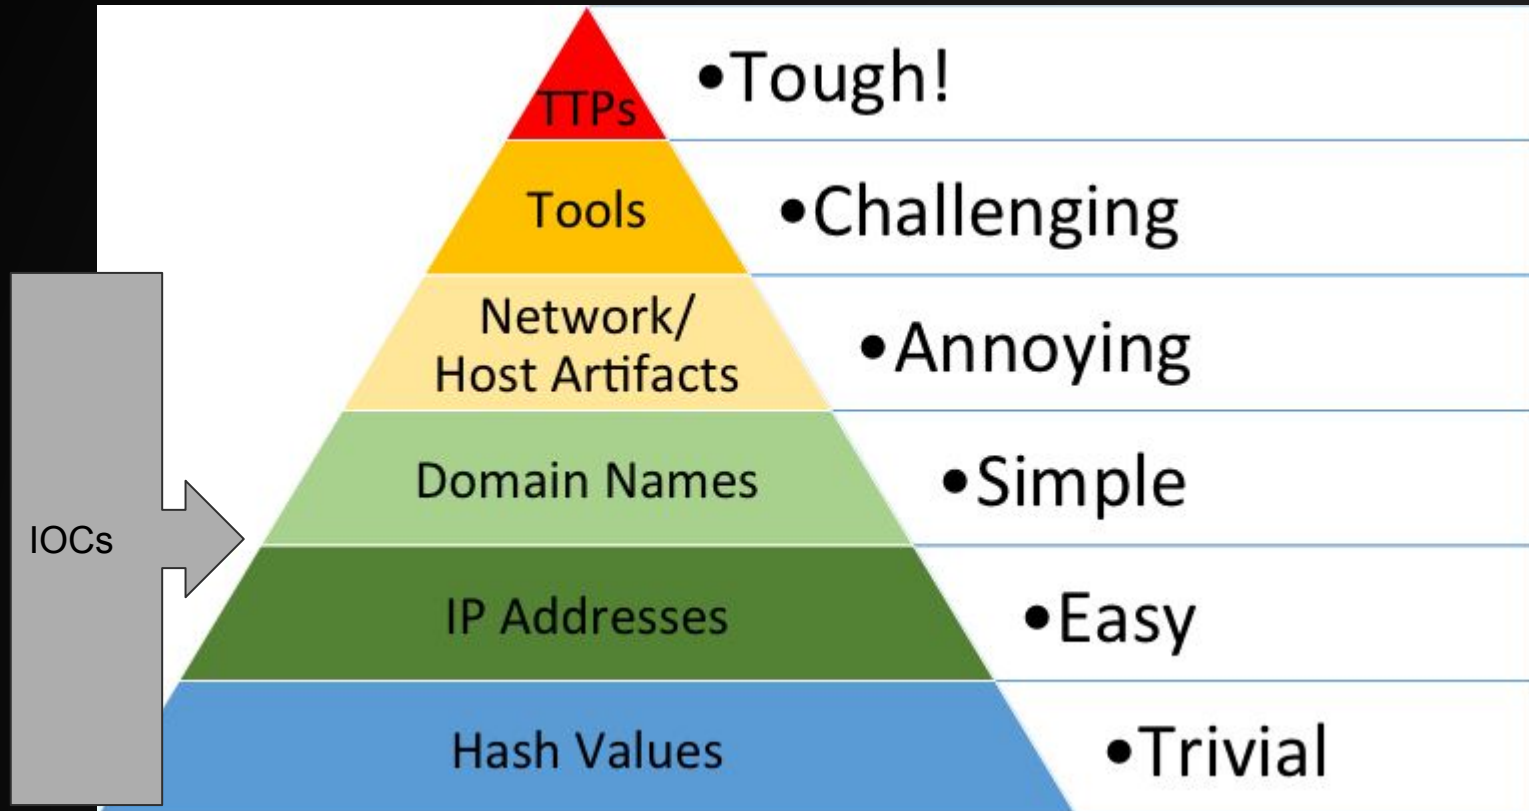 TTPs
•Tough!
Tools
•Challenging
Network/
Host Artifacts
•Annoying
Domain Names
•Simple
IOCs
IP Addresses
•Easy
Hash Values
•Trivial